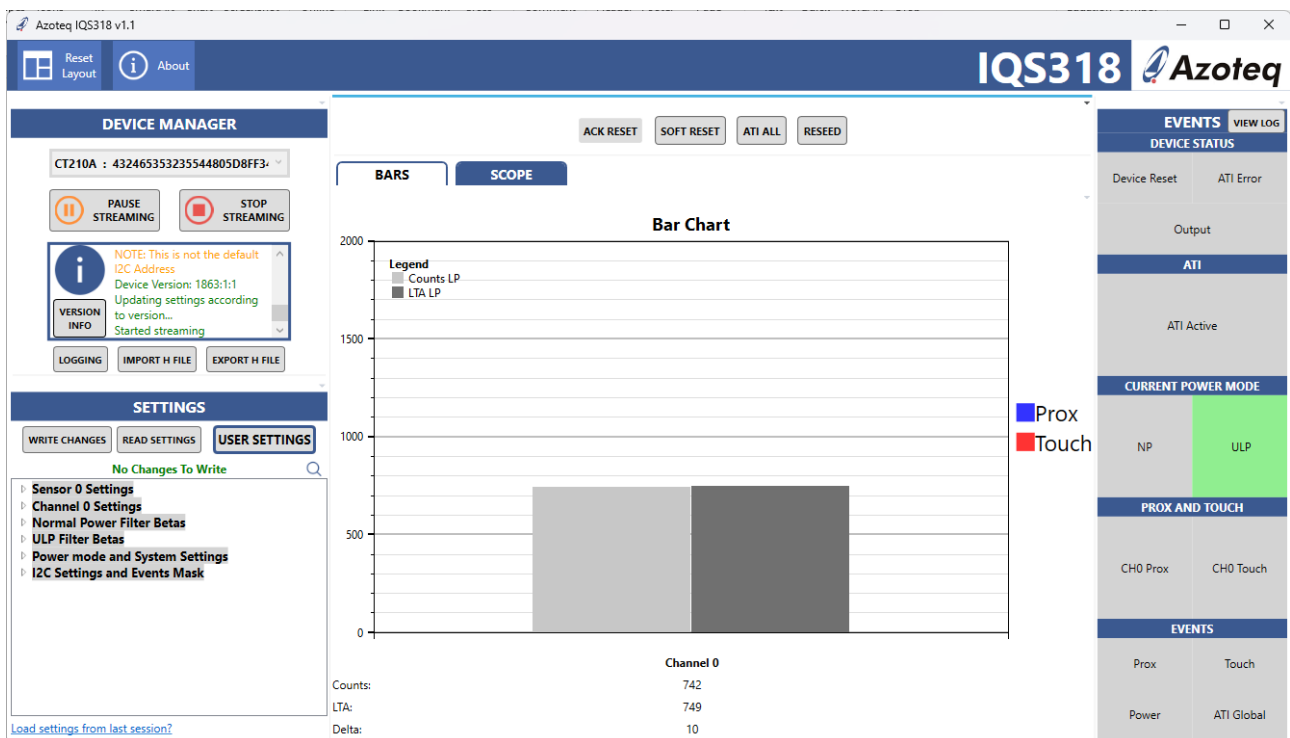 Azoteq IQS318 v1.1
Reset
Layout
About
IQS318
Azoteq
DEVICE MANAGER
CT210A : 432465353235544805D8FF3
PAUSE
STREAMING
STOP
STREAMING
NOTE: This is not the default
I2C Address
Device Version: 1863:1:1
Updating settings according
to version...
Started streaming
VERSION
INFO
LOGGING
IMPORT H FILE
EXPORT H FILE
SETTINGS
WRITE CHANGES
READ SETTINGS
USER SETTINGS
No Changes To Write
Sensor 0 Settings
Channel 0 Settings
Normal Power Filter Betas
ULP Filter Betas
Power mode and System Settings
I2C Settings and Events Mask
Load settings from last session?
ACK RESET
SOFT RESET
ATI ALL
RESEED
BARS
SCOPE
Bar Chart
2000
1500
1000
500
0
Legend
Counts LP
LTA LP
Prox
Touch
Channel 0
Counts: 742
LTA: 749
Delta: 10
EVENTS
VIEW LOG
DEVICE STATUS
Device Reset
ATI Error
Output
ATI
ATI Active
CURRENT POWER MODE
NP
ULP
PROX AND TOUCH
CH0 Prox
CH0 Touch
EVENTS
Prox
Touch
Power
ATI Global